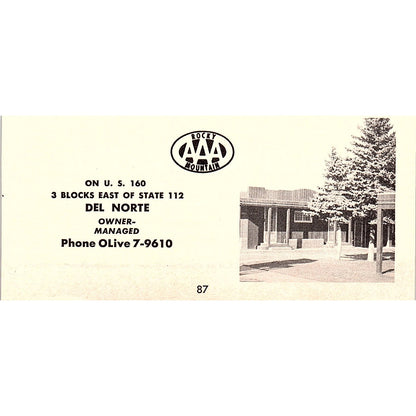 ROCKY
AAA
MOUNTAIN
ON U. S. 160
3 BLOCKS EAST OF STATE 112
DEL NORTE
OWNER-
MANAGED
Phone OLive 7-9610
87